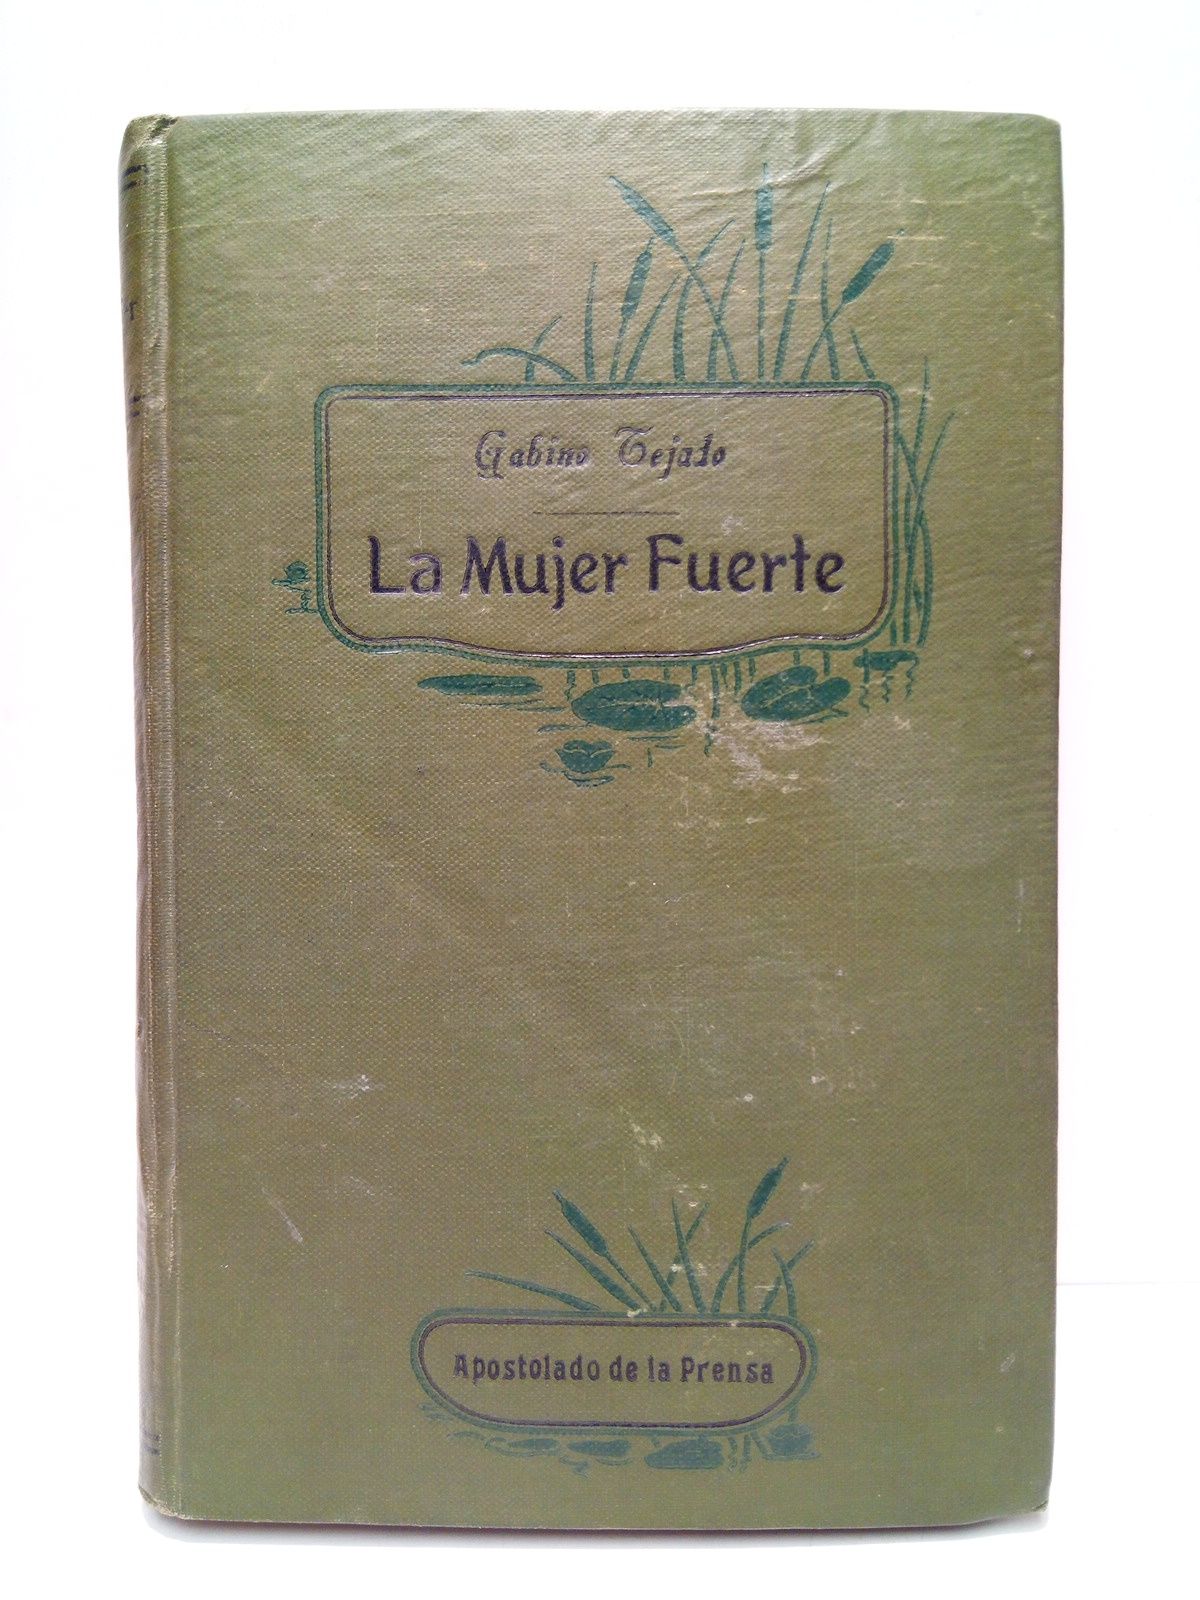 Gabino Tejado
La Mujer Fuerte
Apostolado de la Prensa